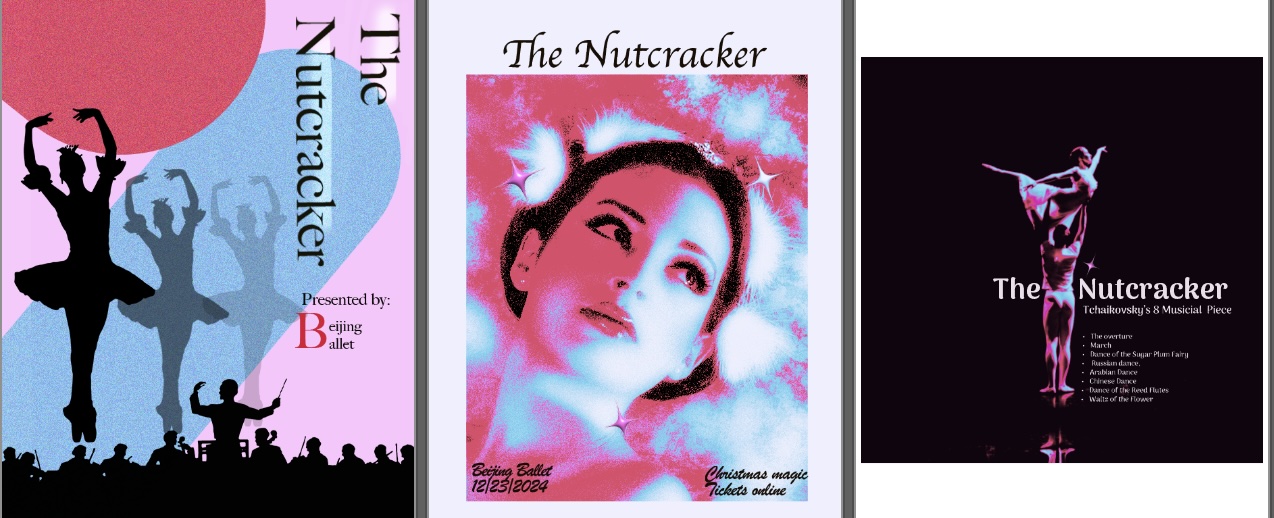 The
Nutcracker
Presented by:
Beijing
Ballet
The Nutcracker
Beijing Ballet
12/23/2024
Christmas magic
Tickets online
The Nutcracker
Tchaikovsky's 8 Musicial Piece
• The overture
• March
• Dance of the Sugar Plum Fairy
• Russian dance.
• Arabian Dance
• Chinese Dance
• Dance of the Reed Flutes
• Waltz of the Flower